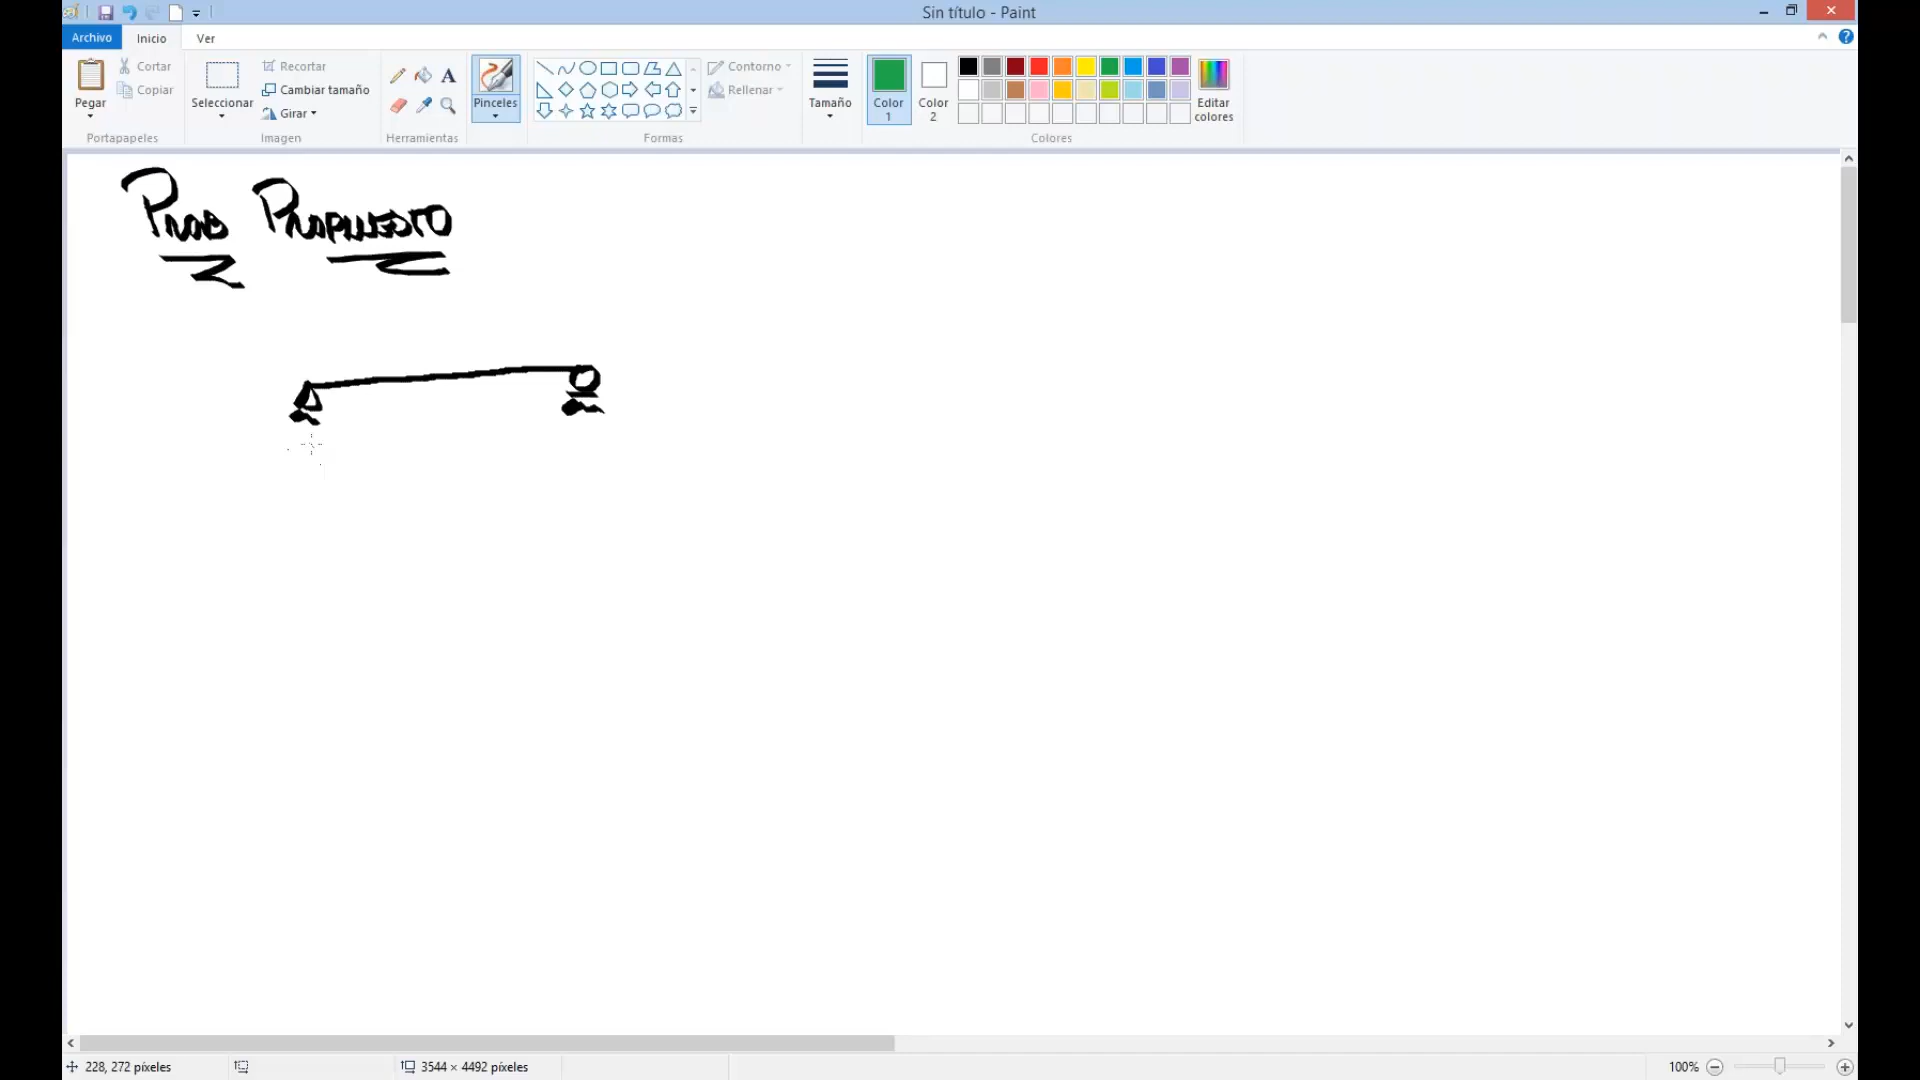 Sin título - Paint
Archivo Inicio Ver
Pegar
Cortar
Copiar
Portapapeles
Seleccionar
Recortar
Cambiar tamaño
Girar
Imagen
A
Herramientas
Pinceles
Contorno
Rellenar
Formas
Tamaño
Color
1
Color
2
Editar
colores
Colores
PROB PROPUESTO
228, 272 píxeles
3544 × 4492 píxeles
100%